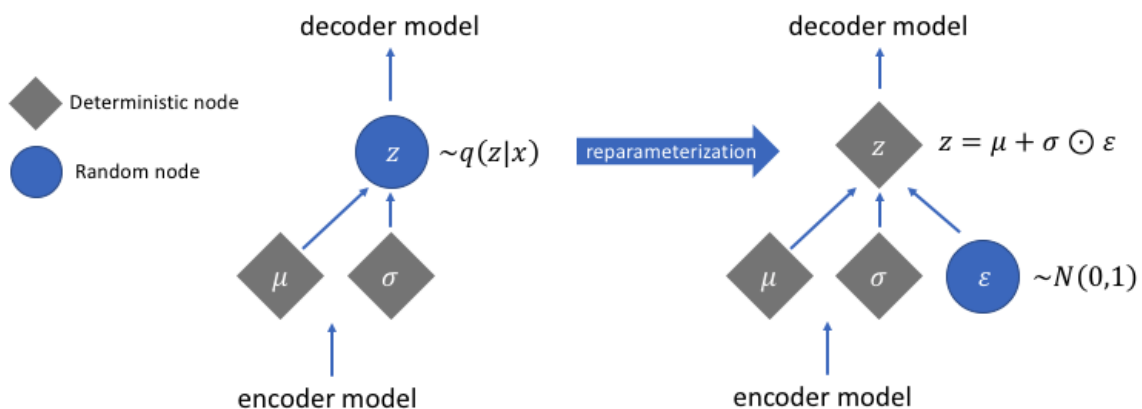 decoder model
decoder model
Deterministic node
Random node
z
~q(z|x)
reparameterization
z
z = μ + σ ⊙ ε
μ
σ
μ
σ
ε
~N(0,1)
encoder model
encoder model